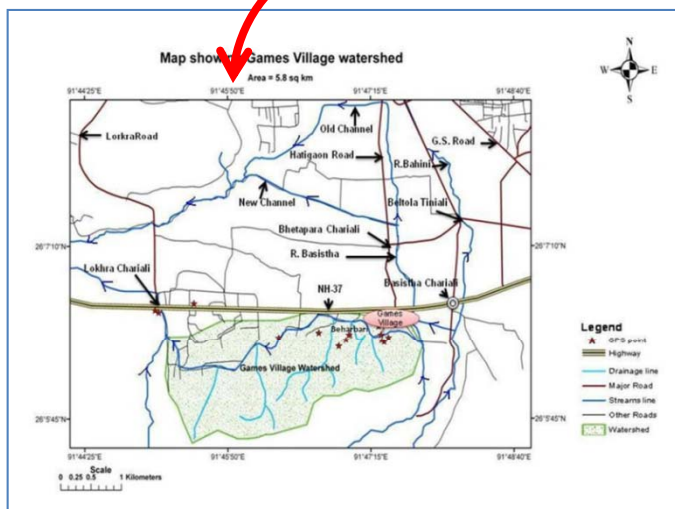 Map showing Games Village watershed
Area = 5.8 sq km
N
W E
S
91°44'25" 91°45'50" 91°47'15" 91°48'40"
Old Channel
Lorkra Road
G.S. Road
Hatigaon Road
R.Bahini
New Channel
Beltola Tiniali
Bhetapara Chariali
26°7'10" 26°7'10"
R. Basistha
Lokhra Chariali
NH-37
Basistha Chariali
Games
Village
Beharbari
Games Village Watershed
26°5'45" 26°5'45"
91°44'25" 91°45'50" 91°47'15" 91°48'40"
Legend
GPS point
Highway
Drainage line
Major Road
Streams line
Other Roads
Watershed
Scale
0 0.25 0.5 1 Kilometers